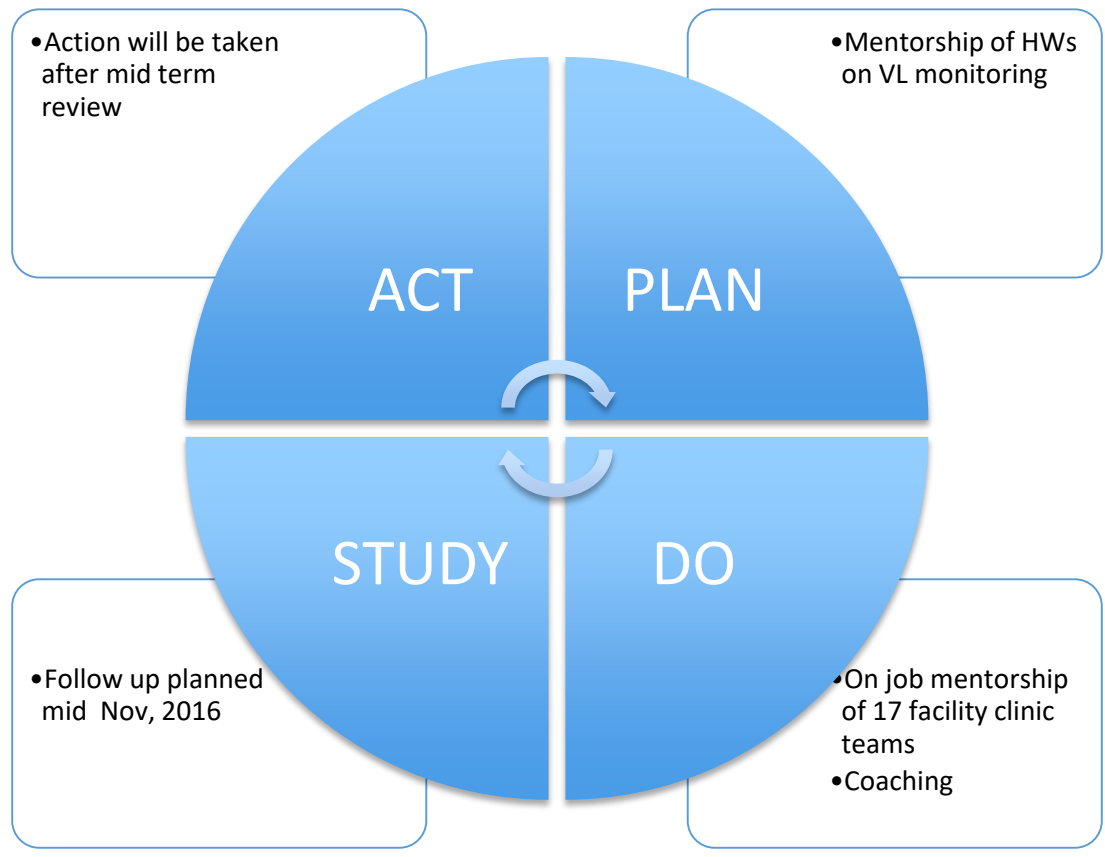 •Action will be taken
after mid term
review
•Mentorship of HWs
on VL monitoring
ACT
PLAN
STUDY
DO
•Follow up planned
mid  Nov, 2016
•On job mentorship
of 17 facility clinic
teams
•Coaching